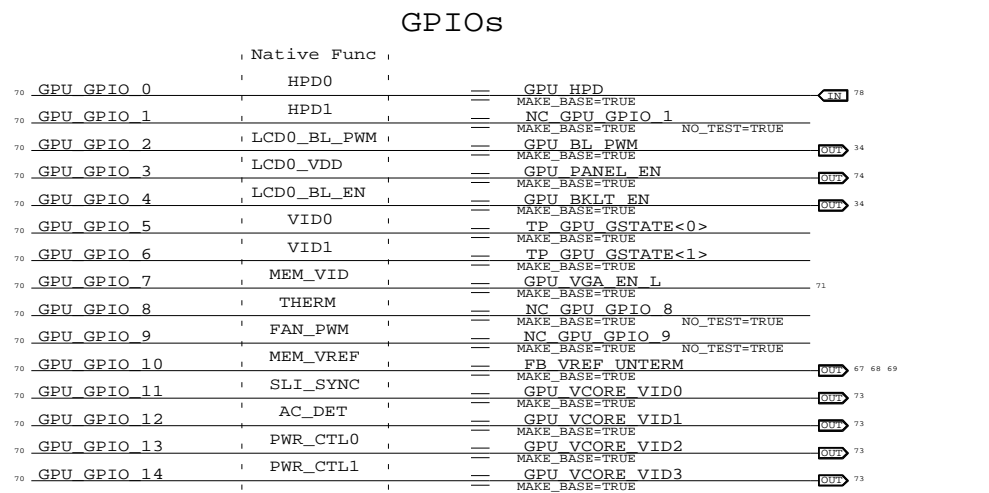 GPIOs
Native Func
70 GPU_GPIO_0 HPD0 GPU_HPD IN 78
MAKE_BASE=TRUE
70 GPU_GPIO_1 HPD1 NC_GPU_GPIO_1
MAKE_BASE=TRUE NO_TEST=TRUE
70 GPU_GPIO_2 LCD0_BL_PWM GPU_BL_PWM OUT 34
MAKE_BASE=TRUE
70 GPU_GPIO_3 LCD0_VDD GPU_PANEL_EN OUT 74
MAKE_BASE=TRUE
70 GPU_GPIO_4 LCD0_BL_EN GPU_BKLT_EN OUT 34
MAKE_BASE=TRUE
70 GPU_GPIO_5 VID0 TP_GPU_GSTATE<0>
MAKE_BASE=TRUE
70 GPU_GPIO_6 VID1 TP_GPU_GSTATE<1>
MAKE_BASE=TRUE
70 GPU_GPIO_7 MEM_VID GPU_VGA_EN_L 71
MAKE_BASE=TRUE
70 GPU_GPIO_8 THERM NC_GPU_GPIO_8
MAKE_BASE=TRUE NO_TEST=TRUE
70 GPU_GPIO_9 FAN_PWM NC_GPU_GPIO_9
MAKE_BASE=TRUE NO_TEST=TRUE
70 GPU_GPIO_10 MEM_VREF FB_VREF_UNTERM OUT 67 68 69
MAKE_BASE=TRUE
70 GPU_GPIO_11 SLI_SYNC GPU_VCORE_VID0 OUT 73
MAKE_BASE=TRUE
70 GPU_GPIO_12 AC_DET GPU_VCORE_VID1 OUT 73
MAKE_BASE=TRUE
70 GPU_GPIO_13 PWR_CTL0 GPU_VCORE_VID2 OUT 73
MAKE_BASE=TRUE
70 GPU_GPIO_14 PWR_CTL1 GPU_VCORE_VID3 OUT 73
MAKE_BASE=TRUE